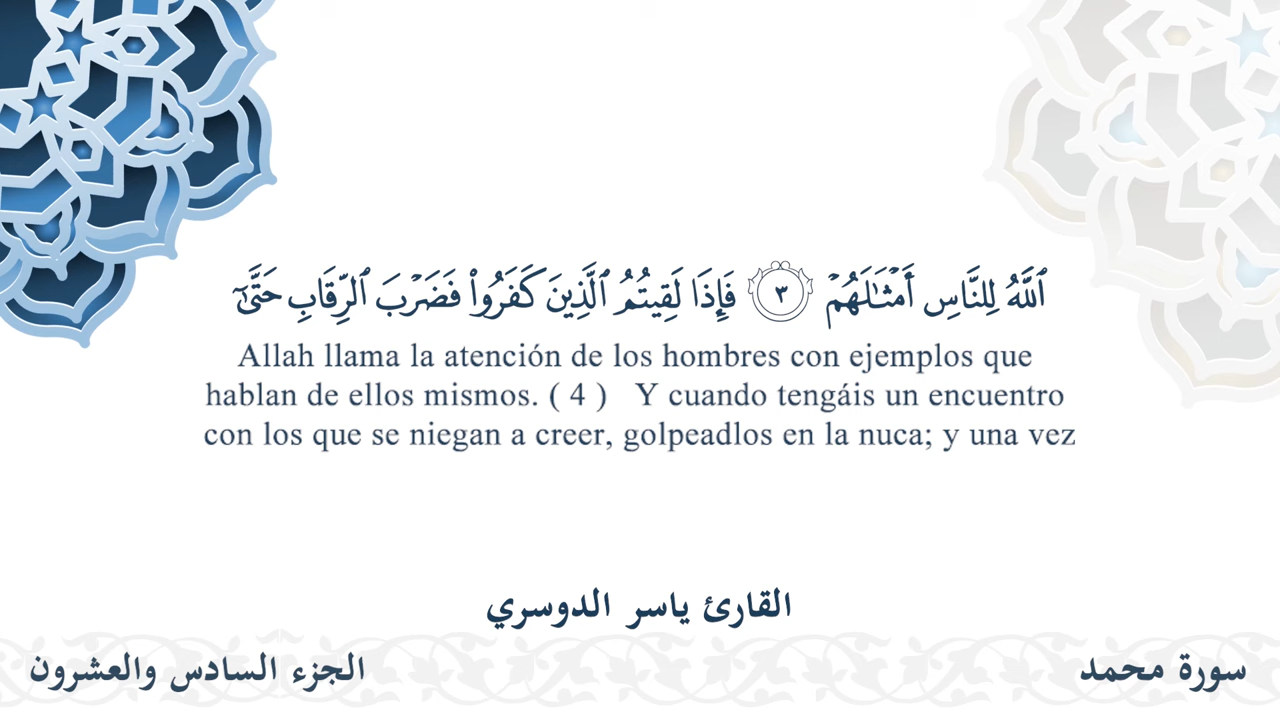 ٱللَّهُ لِلنَّاسِ أَمۡثَٰلَهُمۡ ٣ فَإِذَا لَقِيتُمُ ٱلَّذِينَ كَفَرُواْ فَضَرۡبَ ٱلرِّقَابِ حَتَّىٰٓ
Allah llama la atención de los hombres con ejemplos que
hablan de ellos mismos. ( 4 ) Y cuando tengáis un encuentro
con los que se niegan a creer, golpeadlos en la nuca; y una vez
القارئ ياسر الدوسري
سورة محمد
الجزء السادس والعشرون